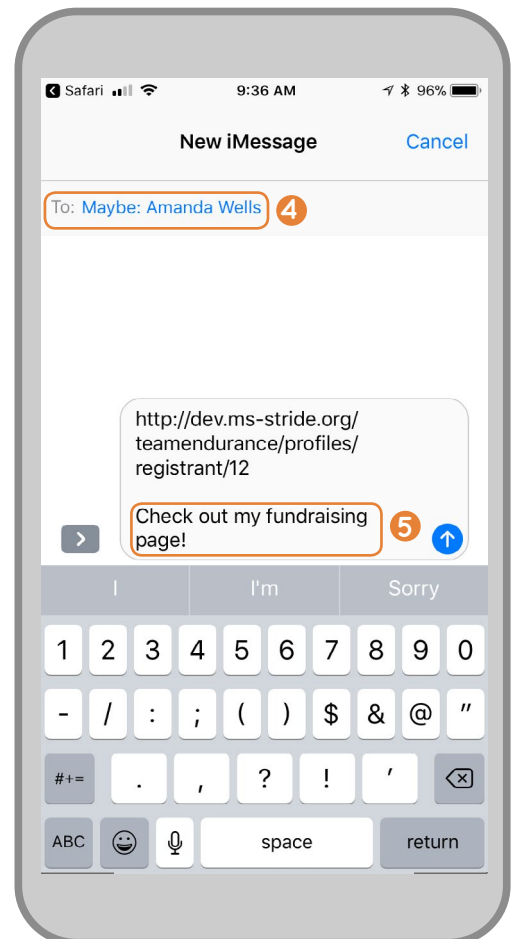 Safari 9:36 AM 96%
New iMessage Cancel
To: Maybe: Amanda Wells 4
http://dev.ms-stride.org/
teamendurance/profiles/
registrant/12
Check out my fundraising
page! 5
I I'm Sorry
1 2 3 4 5 6 7 8 9 0
- / : ; ( ) $ & @ "
#+= . , ? ! '
ABC space return